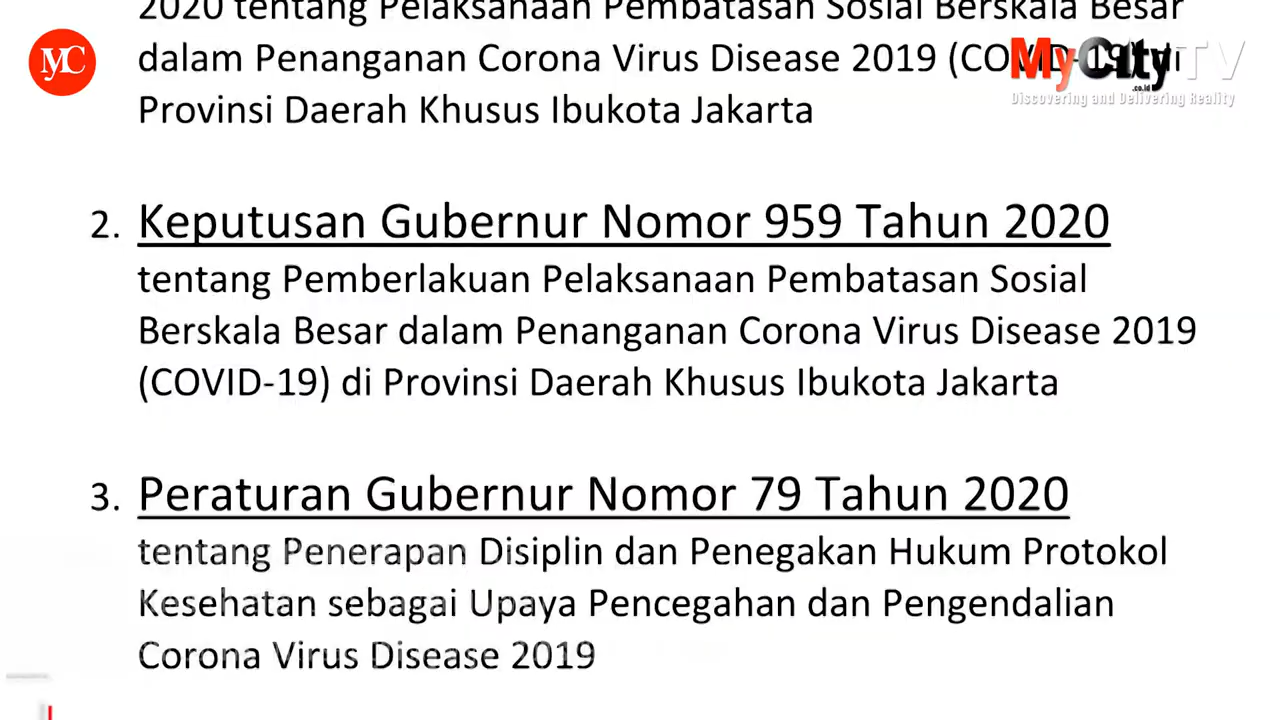 2020 tentang Pelaksanaan Pembatasan Sosial Berskala Besar
dalam Penanganan Corona Virus Disease 2019 (COVID-19) di
Provinsi Daerah Khusus Ibukota Jakarta
YC
MyCity TV
.co.id
Discovering and Delivering Reality
2. Keputusan Gubernur Nomor 959 Tahun 2020
tentang Pemberlakuan Pelaksanaan Pembatasan Sosial
Berskala Besar dalam Penanganan Corona Virus Disease 2019
(COVID-19) di Provinsi Daerah Khusus Ibukota Jakarta
3. Peraturan Gubernur Nomor 79 Tahun 2020
tentang Penerapan Disiplin dan Penegakan Hukum Protokol
Kesehatan sebagai Upaya Pencegahan dan Pengendalian
Corona Virus Disease 2019